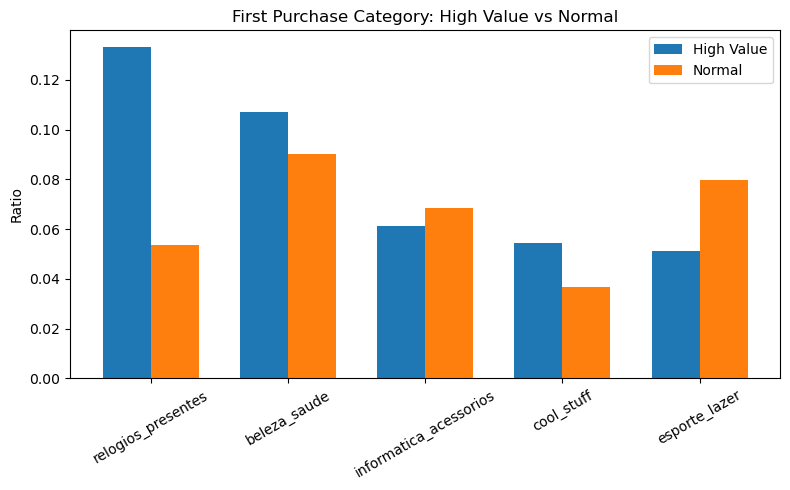 First Purchase Category: High Value vs Normal
High Value
Normal
Ratio
0.12
0.10
0.08
0.06
0.04
0.02
0.00
relogios_presentes
beleza_saude
informatica_acessorios
cool_stuff
esporte_lazer